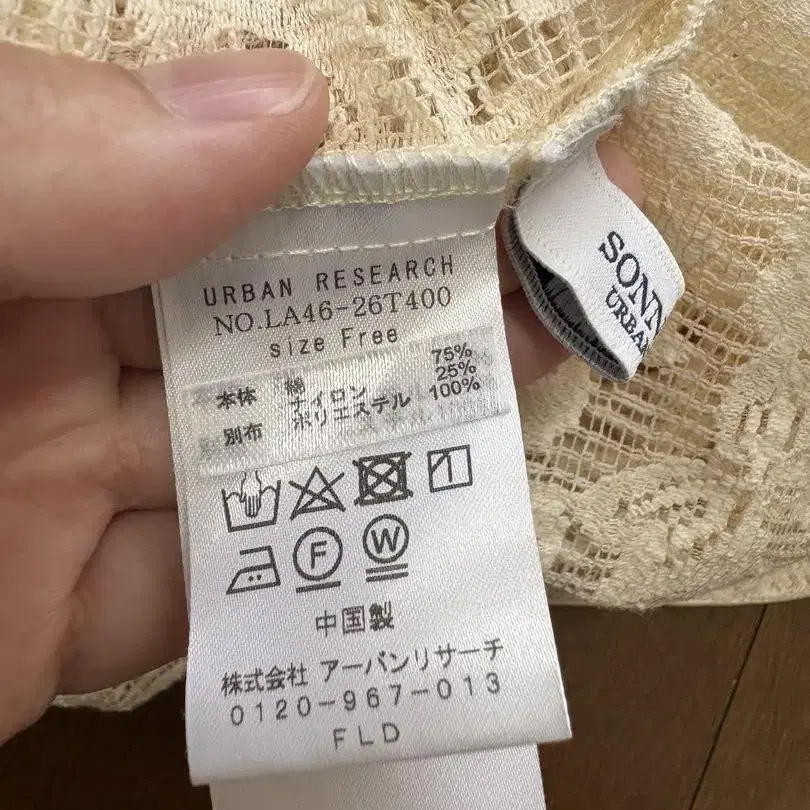 URBAN RESEARCH
NO.LA46-26T400
size Free
本体 綿 75%
ナイロン 25%
別布 ポリエステル 100%
F W
中国製
株式会社 アーバンリサーチ
0120-967-013
FLD
SONN
URBA